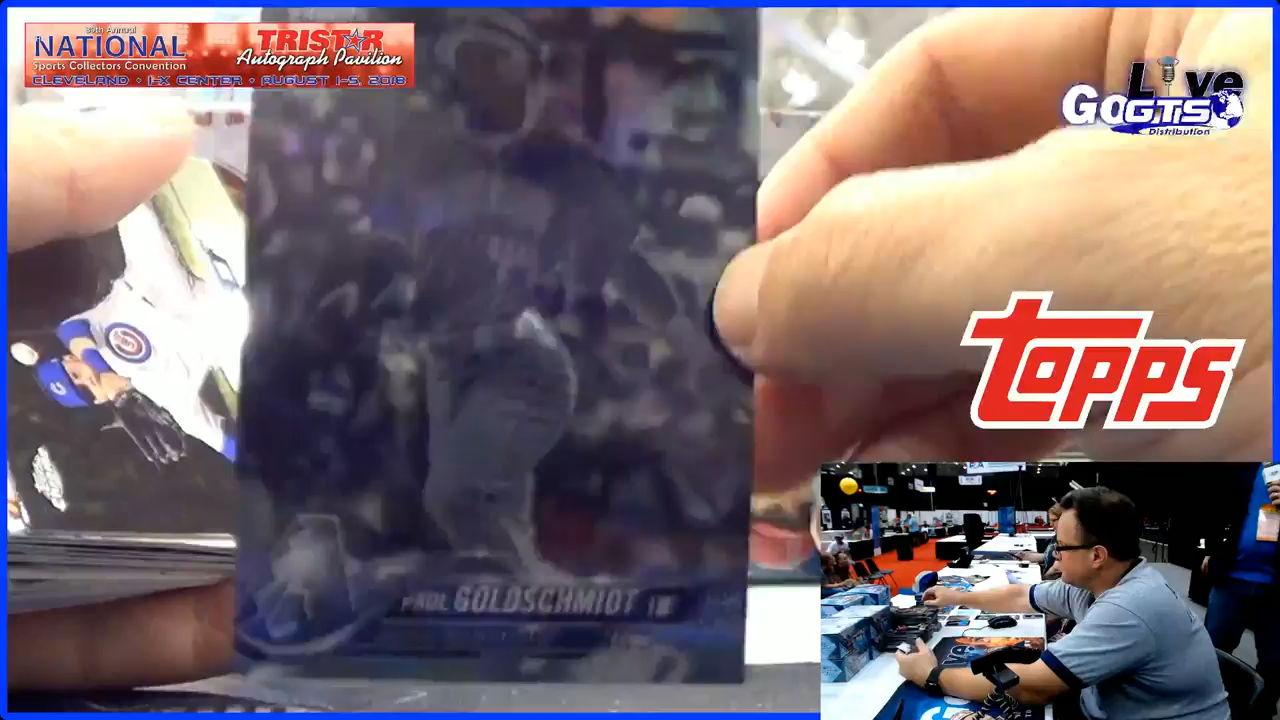 39th Annual
NATIONAL
Sports Collectors Convention
TRISTAR
Autograph Pavilion
CLEVELAND • I-X CENTER • AUGUST 1-5, 2018
Live
GOGTS
Distribution
topps
PAUL GOLDSCHMIDT 1B